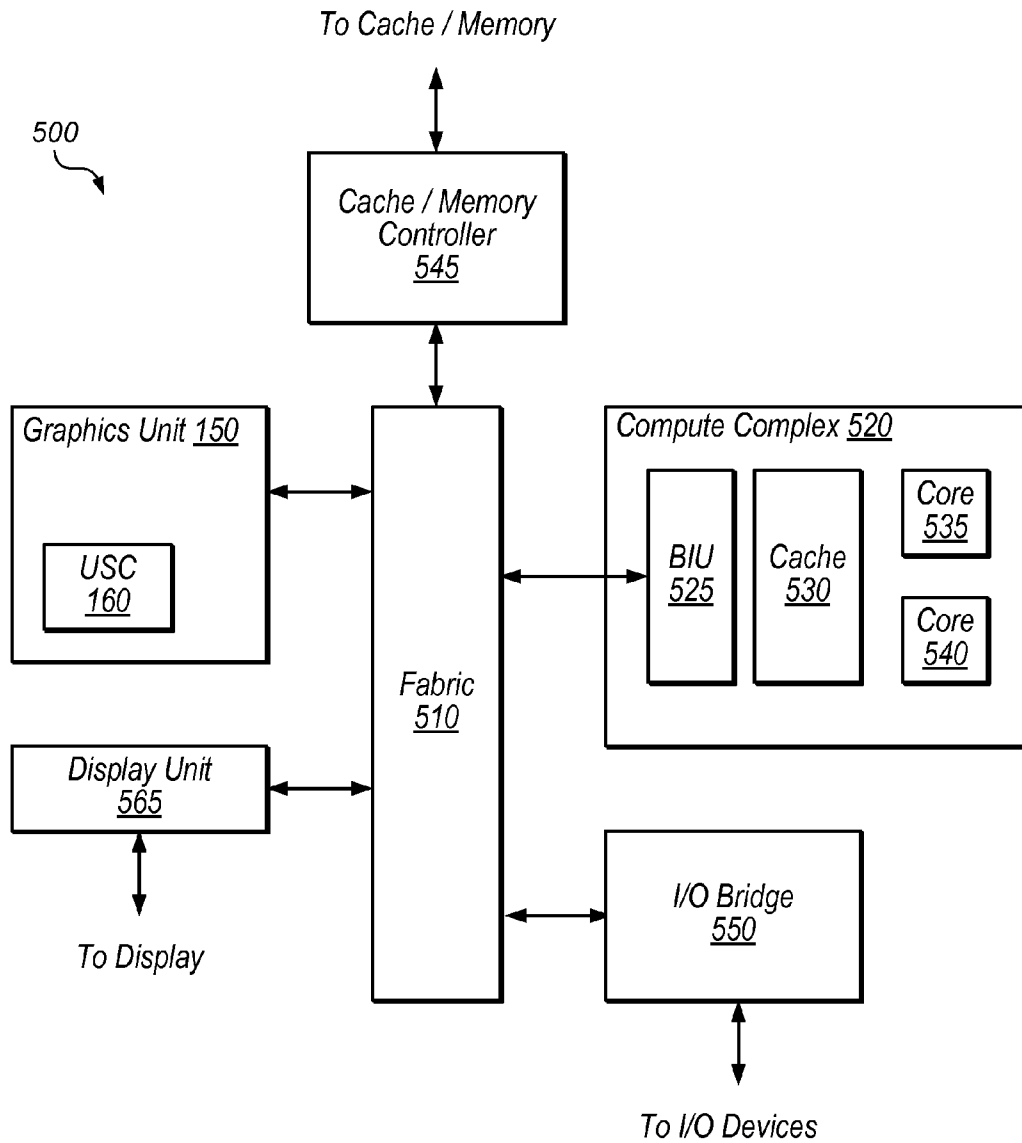 To Cache / Memory
500
Cache / Memory
Controller
545
Graphics Unit 150
USC
160
Fabric
510
Compute Complex 520
BIU
525
Cache
530
Core
535
Core
540
Display Unit
565
To Display
I/O Bridge
550
To I/O Devices